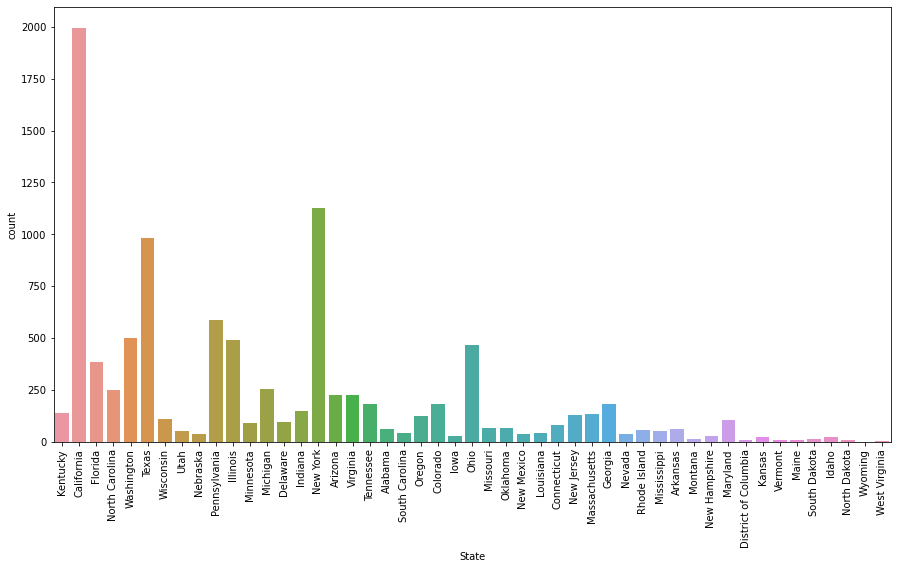 2000
1750
1500
1250
1000
750
500
250
0
count
Kentucky
California
Florida
North Carolina
Washington
Texas
Wisconsin
Utah
Nebraska
Pennsylvania
Illinois
Minnesota
Michigan
Delaware
Indiana
New York
Arizona
Virginia
Tennessee
Alabama
South Carolina
Oregon
Colorado
Iowa
Ohio
Missouri
Oklahoma
New Mexico
Louisiana
Connecticut
New Jersey
Massachusetts
Georgia
Nevada
Rhode Island
Mississippi
Arkansas
Montana
New Hampshire
Maryland
District of Columbia
Kansas
Vermont
Maine
South Dakota
Idaho
North Dakota
Wyoming
West Virginia
State